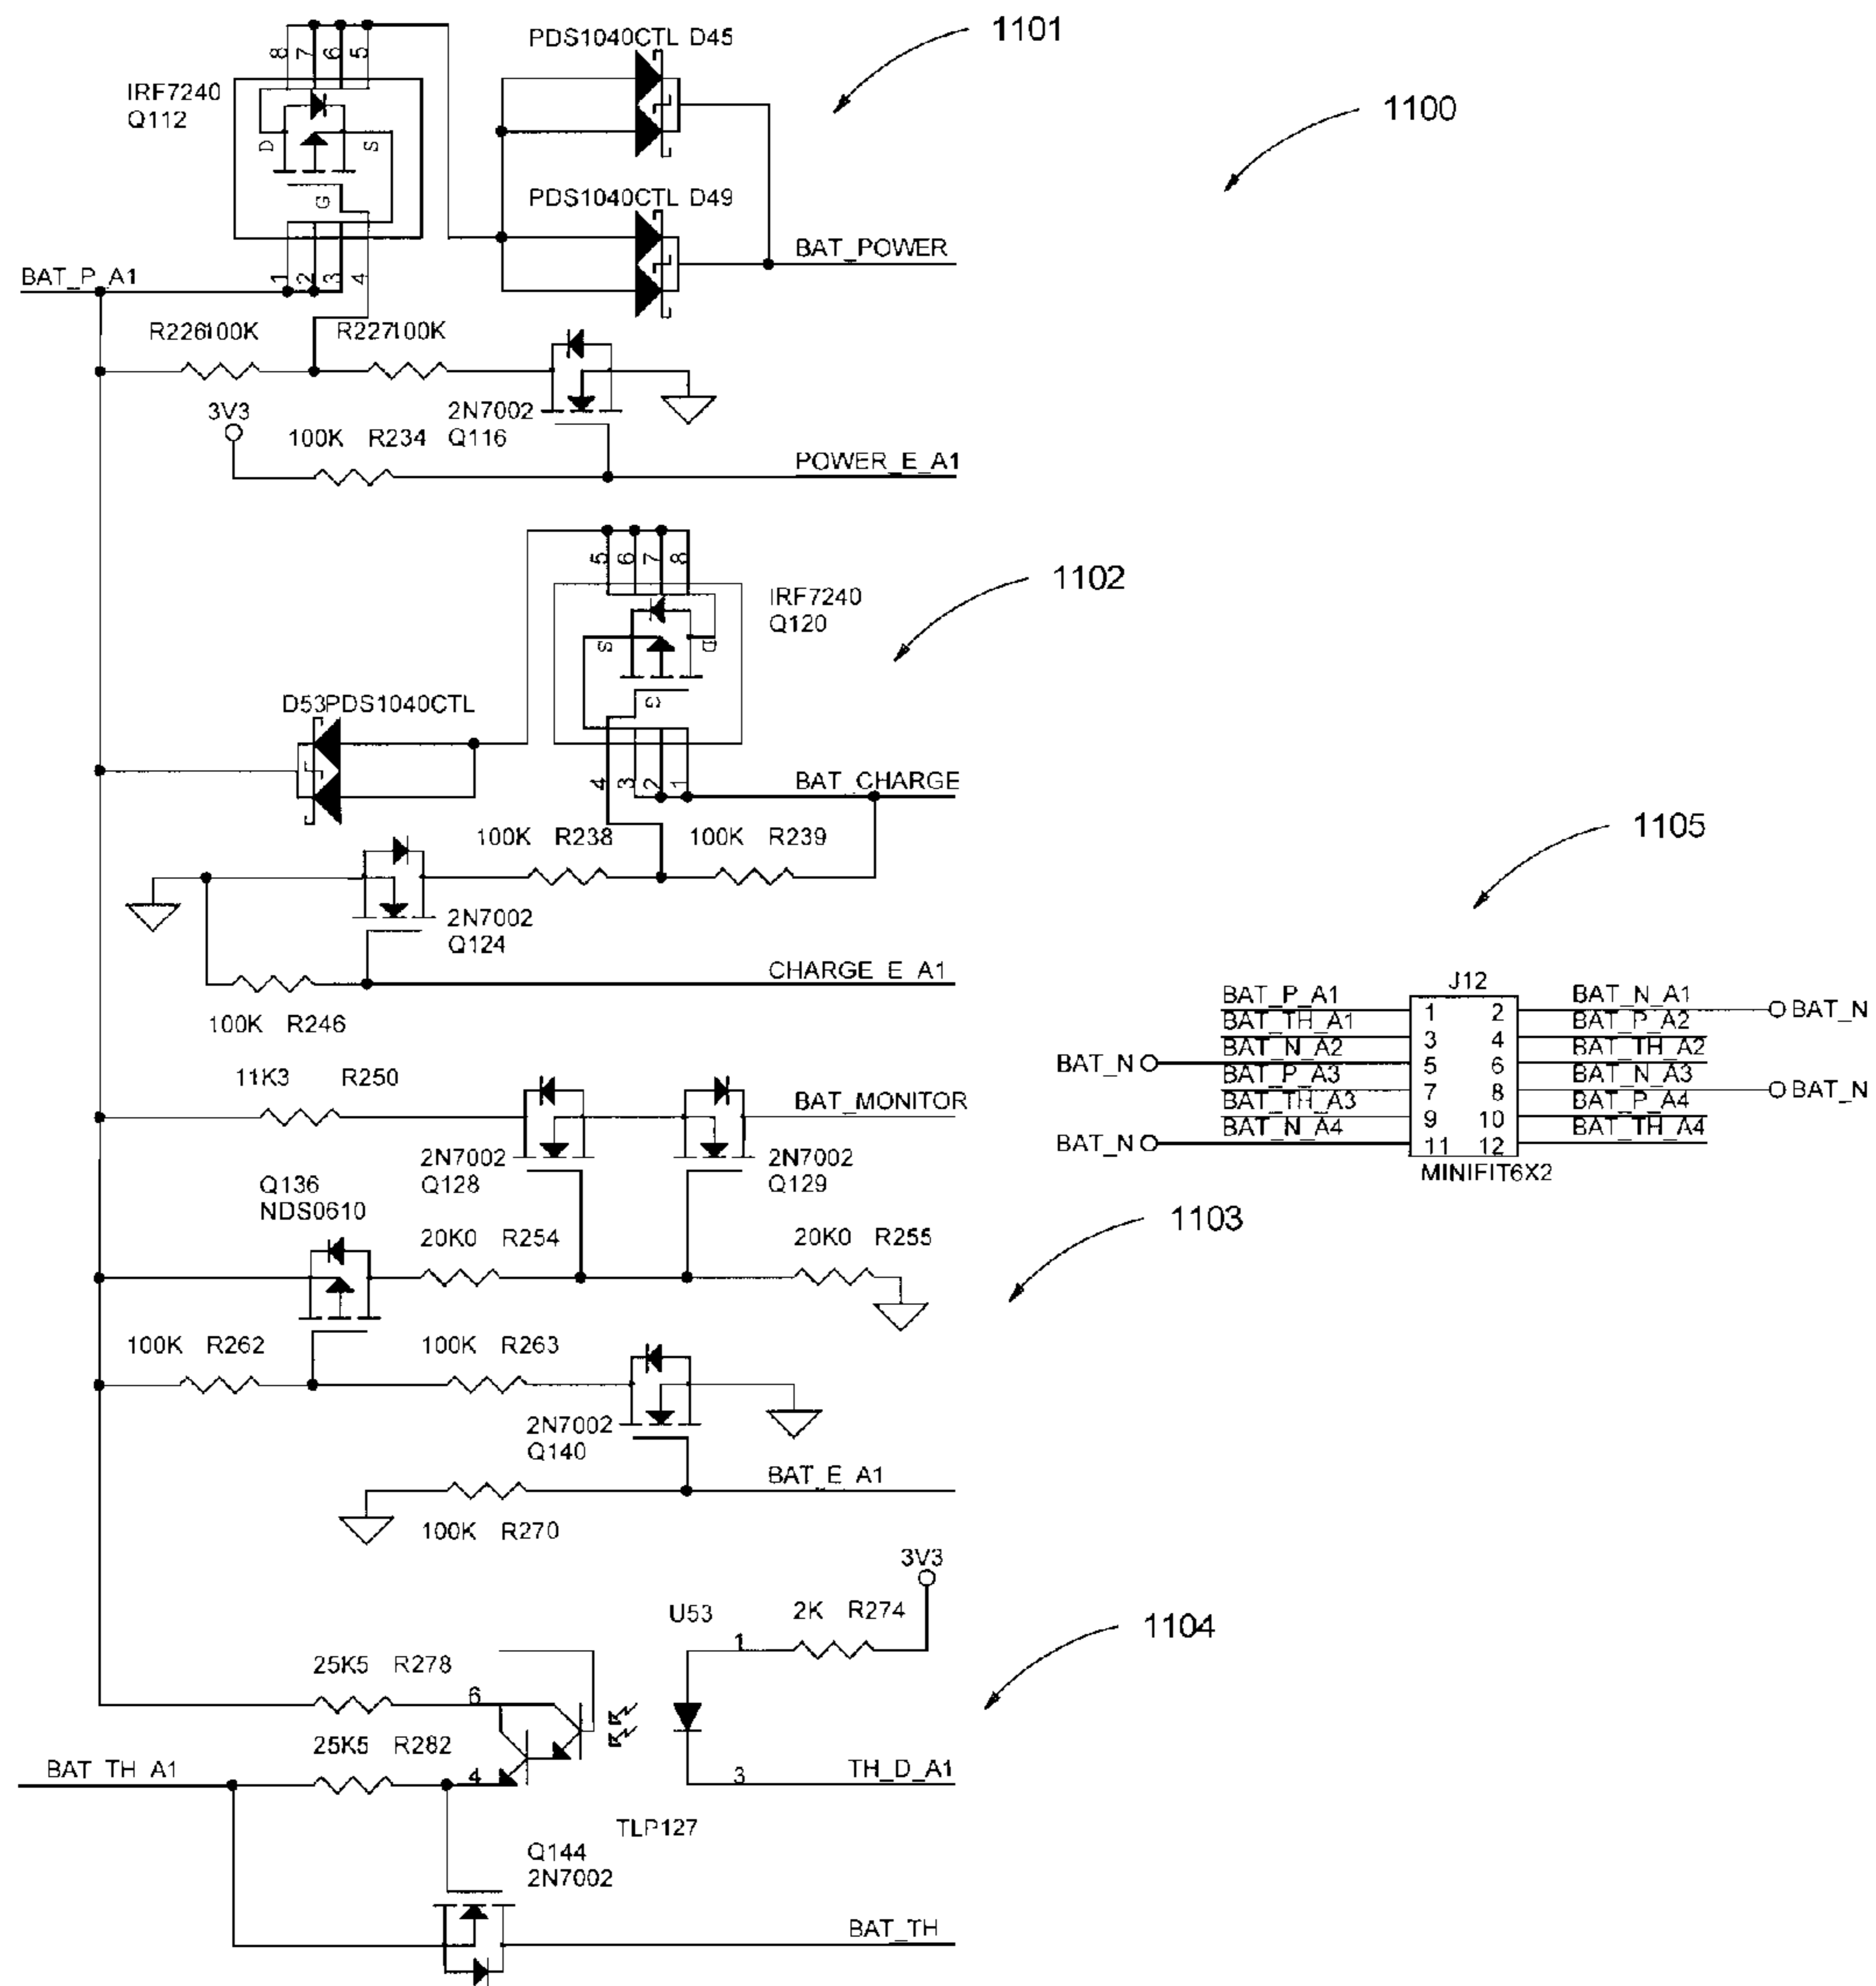 1101
PDS1040CTL D45
8 7 6 5
IRF7240
Q112
1100
D S
G
PDS1040CTL D49
BAT_POWER
BAT_P_A1
1 2 3 4
R226100K R227100K
3V3
2N7002
Q116
100K R234
POWER_E_A1
5 6 7 8
1102
IRF7240
Q120
S D
G
D53PDS1040CTL
4 3 2 1
BAT_CHARGE
1105
100K R238 100K R239
2N7002
Q124
CHARGE_E_A1
100K R246
J12
BAT_P_A1 1 2 BAT_N_A1 BAT_N
BAT_TH_A1 3 4 BAT_P_A2
BAT_N BAT_N_A2 5 6 BAT_TH_A2
BAT_P_A3 7 8 BAT_N_A3 BAT_N
BAT_TH_A3 9 10 BAT_P_A4
BAT_N BAT_N_A4 11 12 BAT_TH_A4
MINIFIT6X2
11K3 R250
BAT_MONITOR
2N7002
Q128
2N7002
Q129
Q136
NDS0610
1103
20K0 R254 20K0 R255
100K R262 100K R263
2N7002
Q140
BAT_E_A1
100K R270
3V3
U53 2K R274
1
1104
25K5 R278
6
25K5 R282
BAT_TH_A1
4
3
TH_D_A1
TLP127
Q144
2N7002
BAT_TH